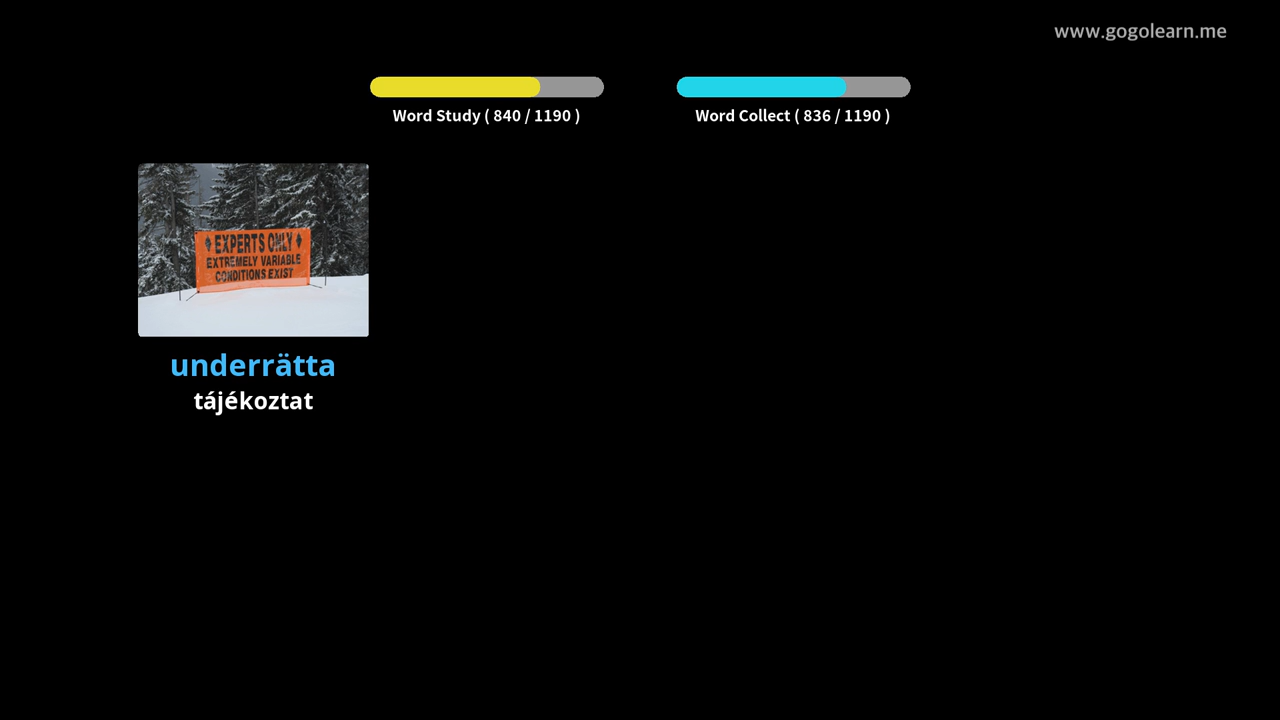 www.gogolearn.me
Word Study ( 840 / 1190 )
Word Collect ( 836 / 1190 )
EXPERTS ONLY
EXTREMELY VARIABLE
CONDITIONS EXIST
underrätta
tájékoztat